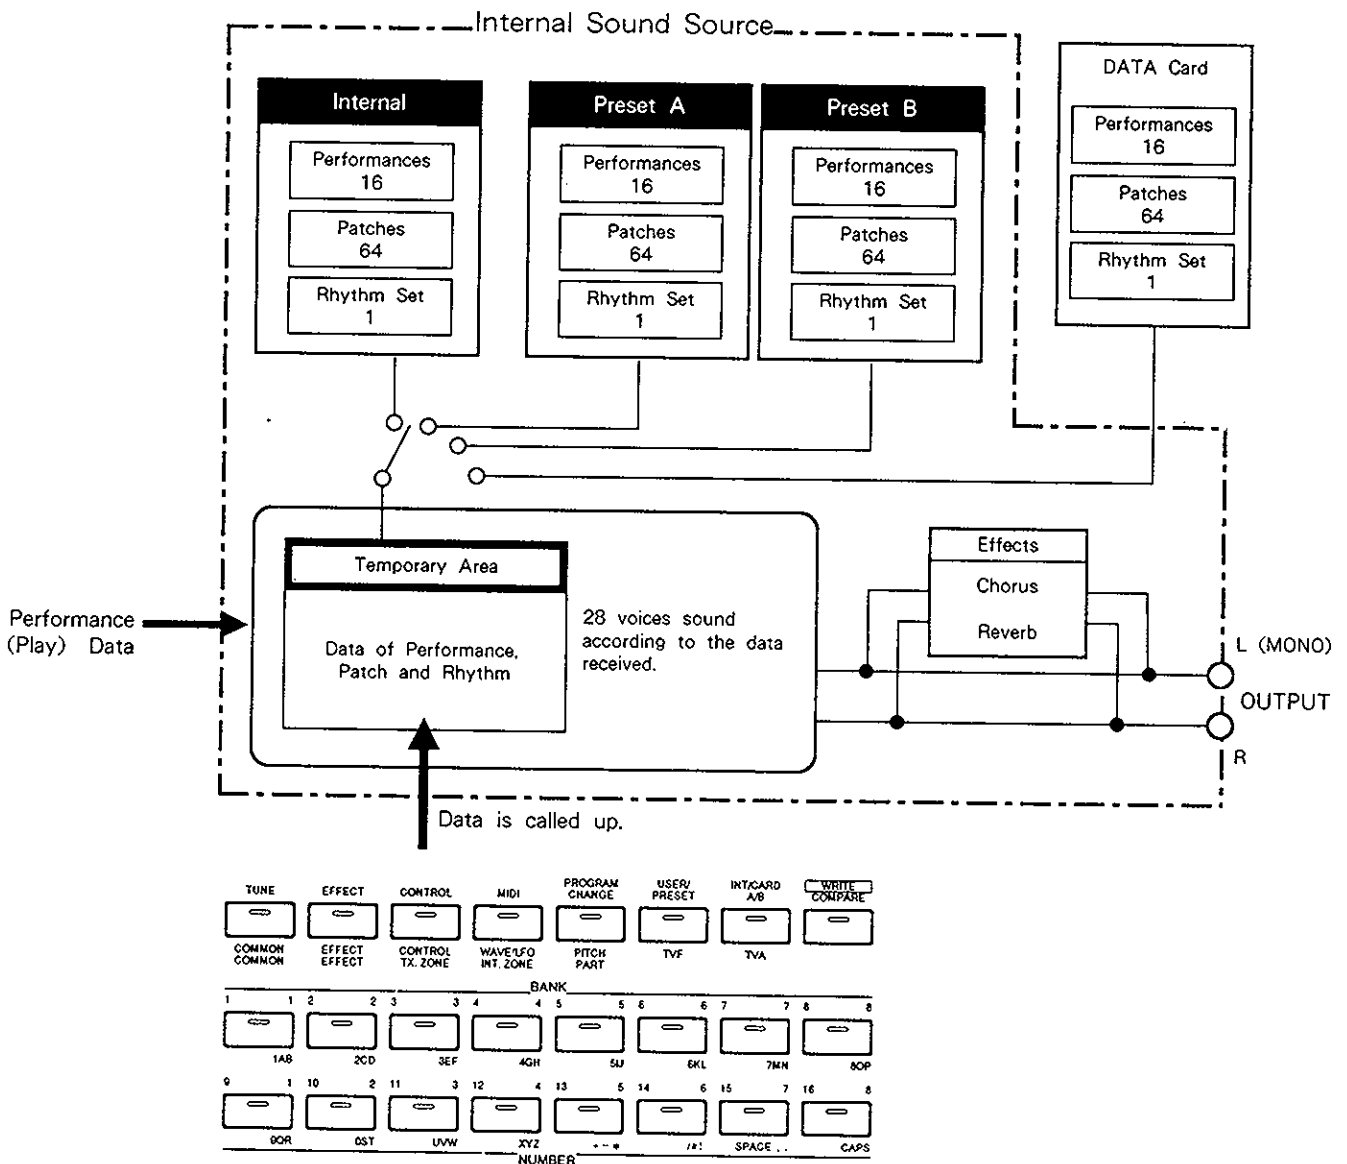 Internal Sound Source
DATA Card
Internal
Preset A
Preset B
Performances
16
Patches
64
Rhythm Set
1
Performances
16
Patches
64
Rhythm Set
1
Performances
16
Patches
64
Rhythm Set
1
Performances
16
Patches
64
Rhythm Set
1
Temporary Area
Data of Performance,
Patch and Rhythm
28 voices sound
according to the data
received.
Performance
(Play) Data
Effects
Chorus
Reverb
L (MONO)
OUTPUT
R
Data is called up.
TUNE EFFECT CONTROL MIDI PROGRAM CHANGE USER/ PRESET INT/CARD A/B WRITE COMPARE
COMMON EFFECT CONTROL WAVE/LFO PITCH TVF TVA
COMMON EFFECT TX. ZONE INT. ZONE PART
BANK
1 1 2 2 3 3 4 4 5 5 6 6 7 7 8 8
1AB 2CD 3EF 4GH 5IJ 6KL 7MN 8OP
9 1 10 2 11 3 12 4 13 5 14 6 15 7 16 8
9QR 0ST UVW XYZ /#! SPACE CAPS
NUMBER